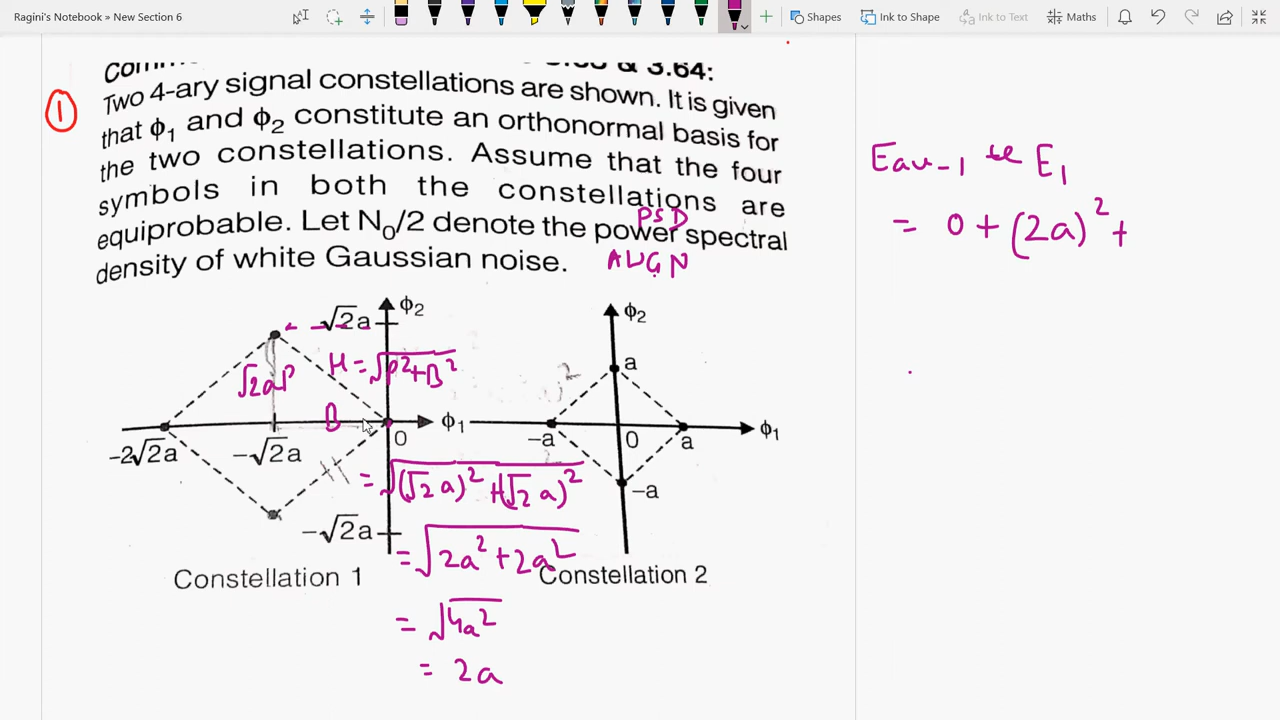 Ragini's Notebook » New Section 6
Shapes Ink to Shape Ink to Text Maths
& 3.64:
① Two 4-ary signal constellations are shown. It is given
that ϕ₁ and ϕ₂ constitute an orthonormal basis for
the two constellations. Assume that the four
symbols in both the constellations are
equiprobable. Let N₀/2 denote the power spectral
PSD
density of white Gaussian noise.
AWGN
Eav-1 E₁
= 0 + (2a)² +
√2a ϕ₂
H = √P²+B²
√2a P
B
-2√2a -√2a 0 ϕ₁
H
= √(√2a)² + (√2a)²
-√2a
= √2a² + 2a²
Constellation 1
= √4a²
= 2a
ϕ₂
a
-a 0 a ϕ₁
-a
Constellation 2